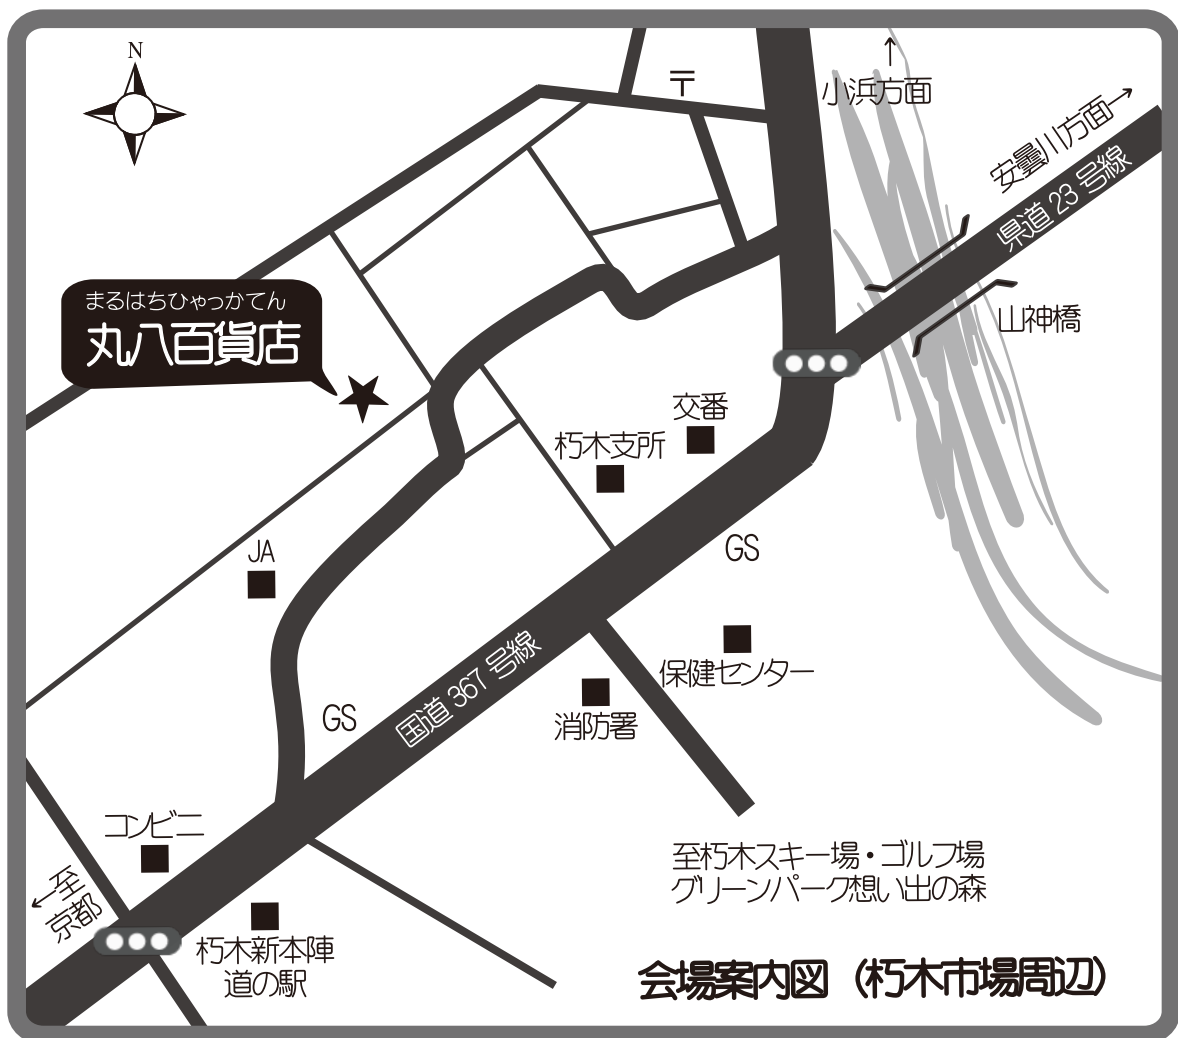 N
〒
↑
小浜方面
安曇川方面→
県道23号線
山神橋
まるはちひゃっかてん
丸八百貨店
交番
朽木支所
JA
GS
保健センター
消防署
国道367号線
GS
コンビニ
←至
京都
朽木新本陣
道の駅
至朽木スキー場・ゴルフ場
グリーンパーク想い出の森
会場案内図（朽木市場周辺）